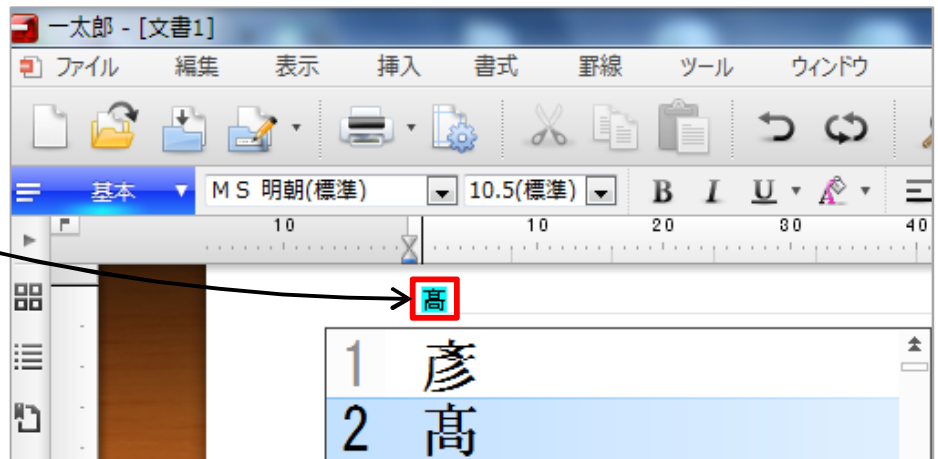 一太郎 - [文書1]
ファイル 編集 表示 挿入 書式 罫線 ツール ウィンドウ
基本 ＭＳ 明朝(標準) 10.5(標準) B I U
10 10 20 30 40
髙
1 彥
2 髙